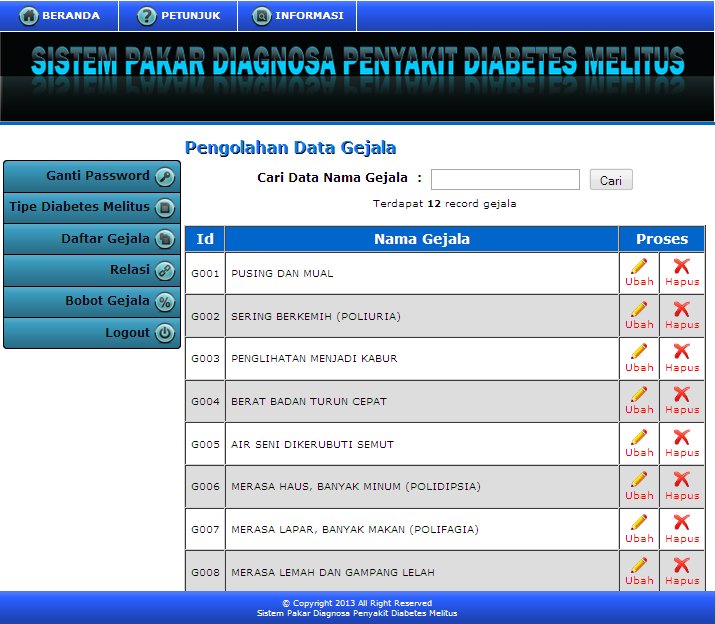 BERANDA PETUNJUK INFORMASI
SISTEM PAKAR DIAGNOSA PENYAKIT DIABETES MELITUS
Ganti Password
Tipe Diabetes Melitus
Daftar Gejala
Relasi
Bobot Gejala
Logout
Pengolahan Data Gejala
Cari Data Nama Gejala : Cari
Terdapat 12 record gejala
Id Nama Gejala Proses
G001 PUSING DAN MUAL Ubah Hapus
G002 SERING BERKEMIH (POLIURIA) Ubah Hapus
G003 PENGLIHATAN MENJADI KABUR Ubah Hapus
G004 BERAT BADAN TURUN CEPAT Ubah Hapus
G005 AIR SENI DIKERUBUTI SEMUT Ubah Hapus
G006 MERASA HAUS, BANYAK MINUM (POLIDIPSIA) Ubah Hapus
G007 MERASA LAPAR, BANYAK MAKAN (POLIFAGIA) Ubah Hapus
G008 MERASA LEMAH DAN GAMPANG LELAH Ubah Hapus
© Copyright 2013 All Right Reserved
Sistem Pakar Diagnosa Penyakit Diabetes Melitus